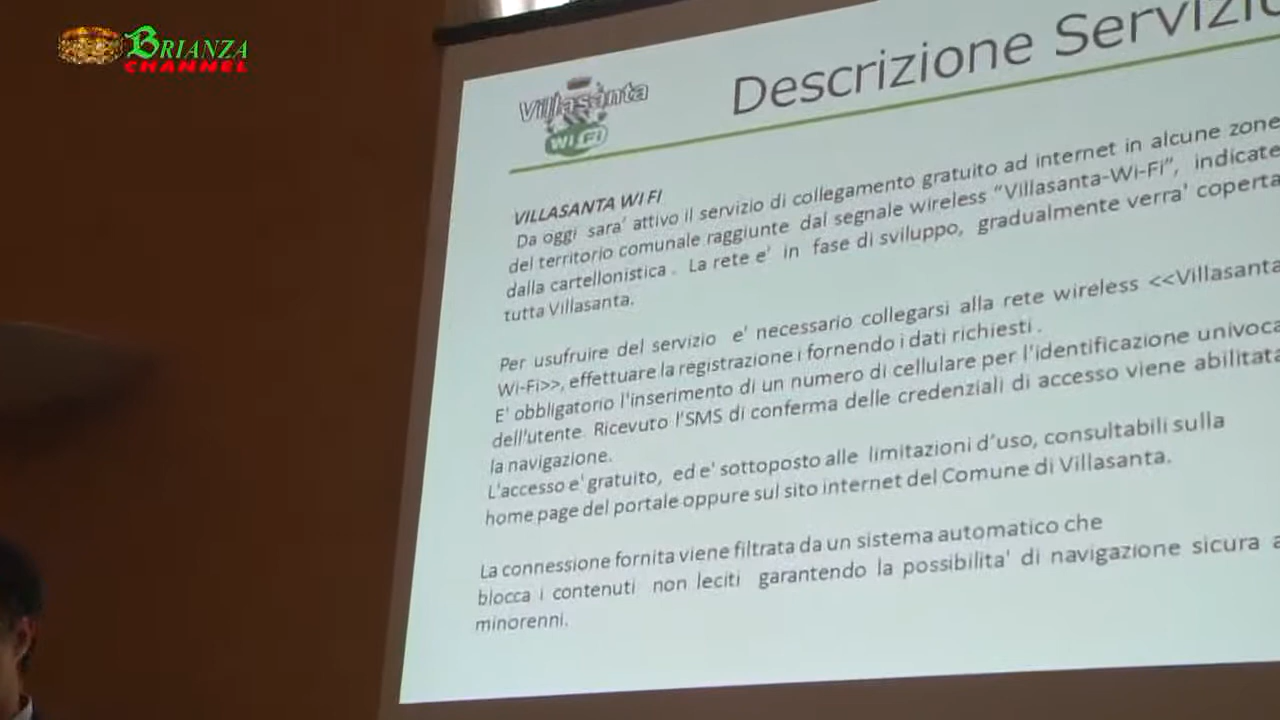 BRIANZA
CHANNEL
Villasanta
Wi Fi
Descrizione Servizio
VILLASANTA WI FI
Da oggi sara' attivo il servizio di collegamento gratuito ad internet in alcune zone
del territorio comunale raggiunte dal segnale wireless “Villasanta-Wi-Fi”, indicate
dalla cartellonistica . La rete e' in fase di sviluppo, gradualmente verra' coperta
tutta Villasanta.
Per usufruire del servizio e' necessario collegarsi alla rete wireless <<Villasanta
Wi-Fi>>, effettuare la registrazione i fornendo i dati richiesti .
E' obbligatorio l'inserimento di un numero di cellulare per l'identificazione univoca
dell'utente. Ricevuto l'SMS di conferma delle credenziali di accesso viene abilitata
la navigazione.
L'accesso e' gratuito, ed e' sottoposto alle limitazioni d'uso, consultabili sulla
home page del portale oppure sul sito internet del Comune di Villasanta.
La connessione fornita viene filtrata da un sistema automatico che
blocca i contenuti non leciti garantendo la possibilita' di navigazione sicura a
minorenni.